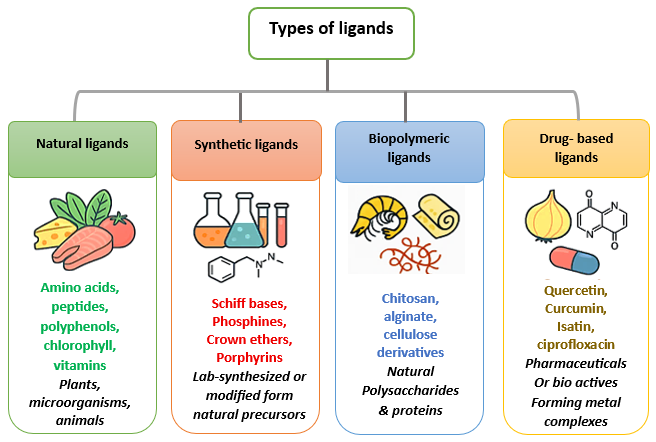 Types of ligands
Natural ligands
Amino acids,
peptides,
polyphenols,
chlorophyll,
vitamins
Plants,
microorganisms,
animals
Synthetic ligands
N
N
Schiff bases,
Phosphines,
Crown ethers,
Porphyrins
Lab-synthesized or
modified form
natural precursors
Biopolymeric
ligands
Chitosan,
alginate,
cellulose
derivatives
Natural
Polysaccharides
& proteins
Drug- based
ligands
O
N
N
O
Quercetin,
Curcumin,
Isatin,
ciprofloxacin
Pharmaceuticals
Or bio actives
Forming metal
complexes